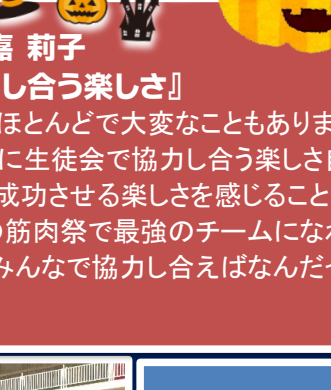 嘉 莉子
し合う楽しさ』
ほとんどで大変なこともありま
に生徒会で協力し合う楽しさ
成功させる楽しさを感じること
の筋肉祭で最強のチームにな
みんなで協力し合えばなんだ